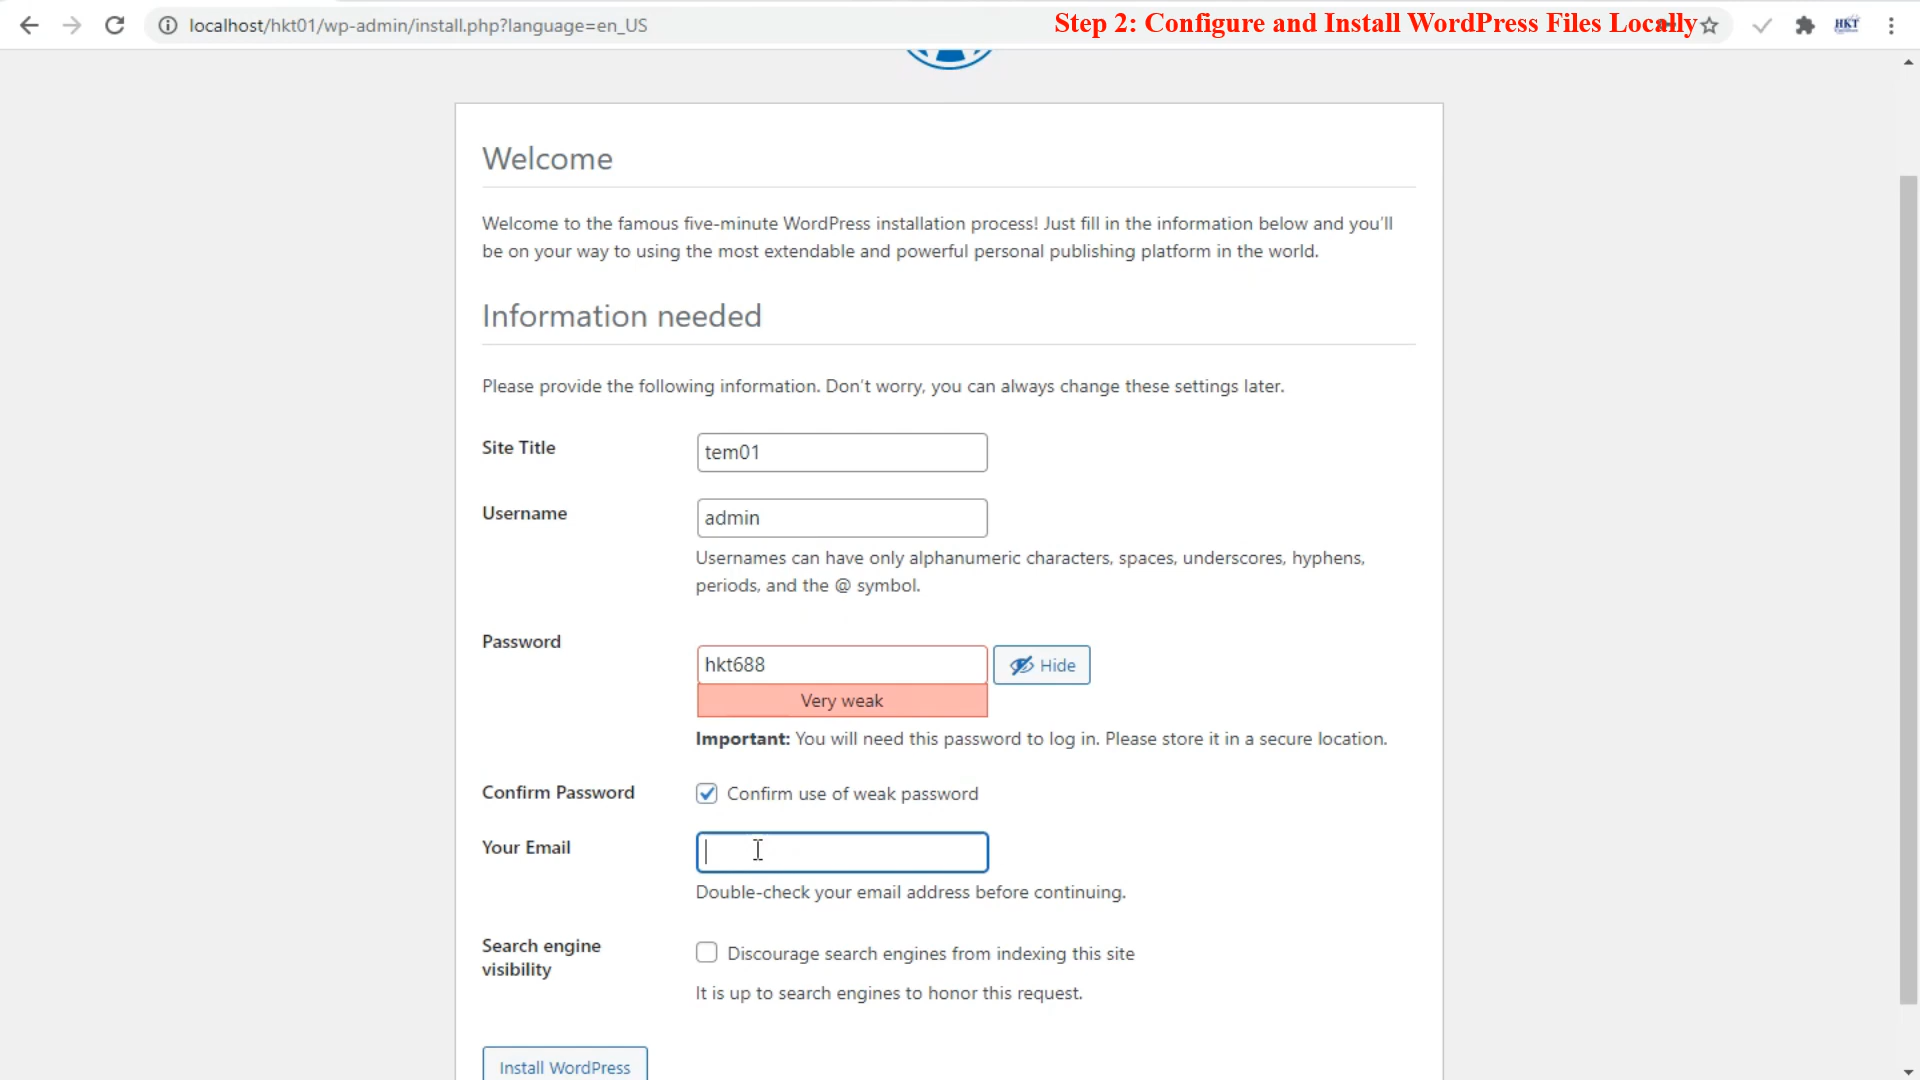 localhost/hkt01/wp-admin/install.php?language=en_US
Step 2: Configure and Install WordPress Files Locally
HKT
Welcome
Welcome to the famous five-minute WordPress installation process! Just fill in the information below and you’ll
be on your way to using the most extendable and powerful personal publishing platform in the world.
Information needed
Please provide the following information. Don’t worry, you can always change these settings later.
Site Title
tem01
Username
admin
Usernames can have only alphanumeric characters, spaces, underscores, hyphens,
periods, and the @ symbol.
Password
hkt688
Hide
Very weak
Important: You will need this password to log in. Please store it in a secure location.
Confirm Password
Confirm use of weak password
Your Email
Double-check your email address before continuing.
Search engine
visibility
Discourage search engines from indexing this site
It is up to search engines to honor this request.
Install WordPress